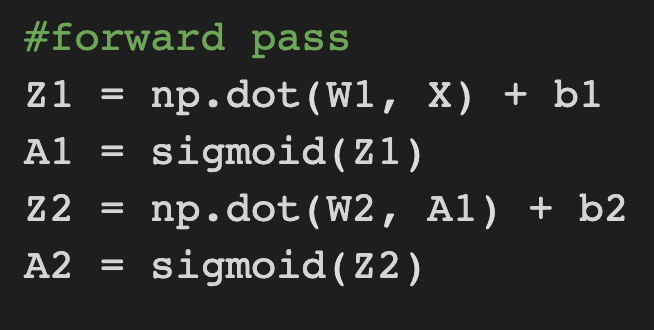 #forward pass
Z1 = np.dot(W1, X) + b1
A1 = sigmoid(Z1)
Z2 = np.dot(W2, A1) + b2
A2 = sigmoid(Z2)